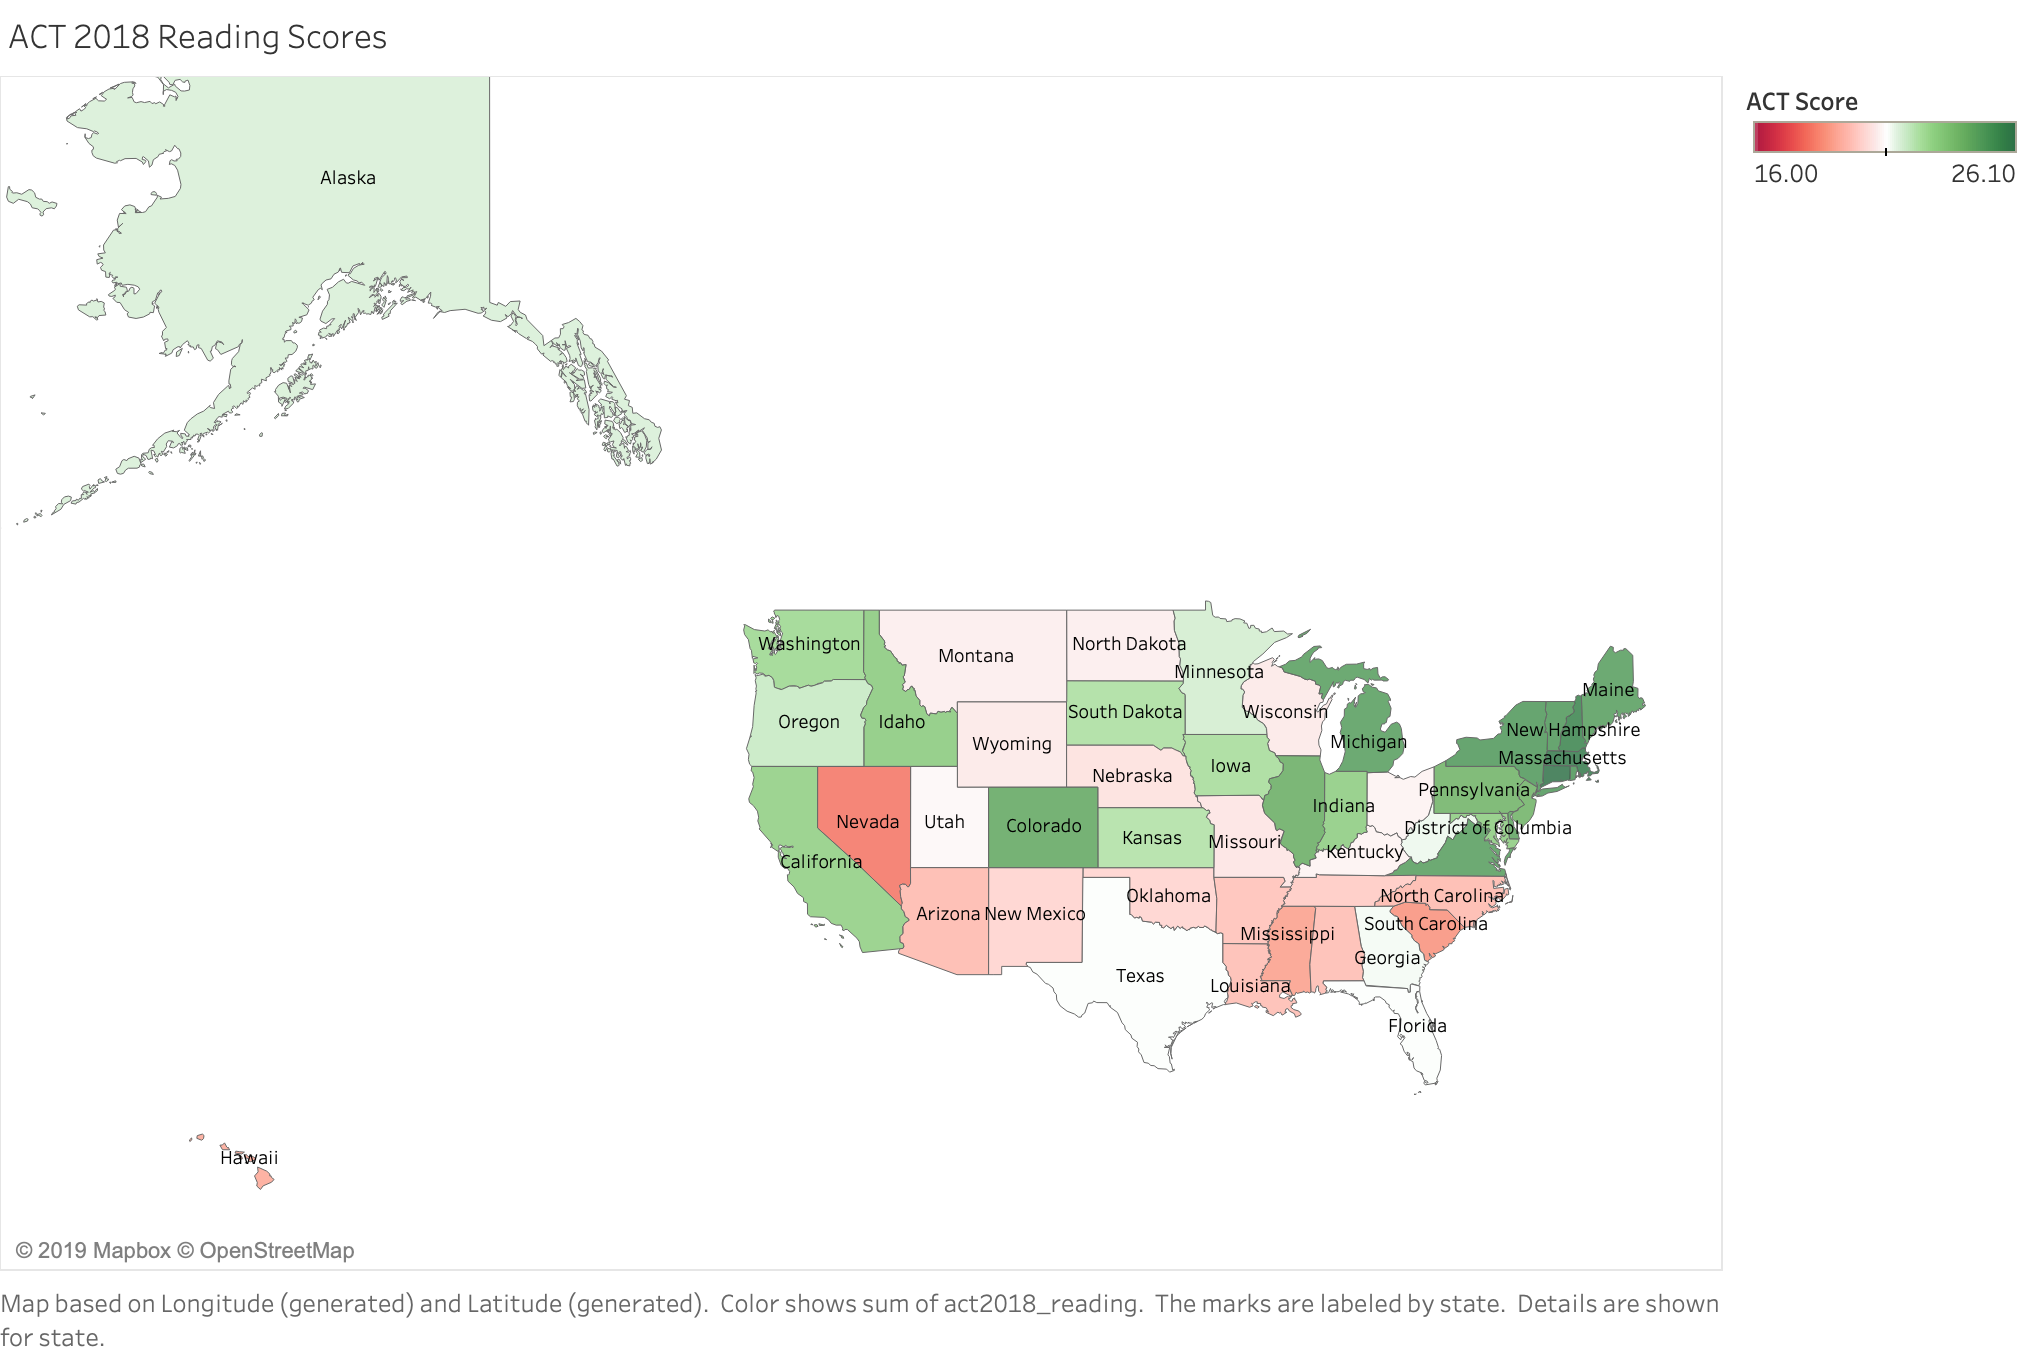 ACT 2018 Reading Scores
ACT Score
16.00 26.10
Alaska
Washington
Montana
North Dakota
Minnesota
Maine
Oregon
Idaho
South Dakota
Wisconsin
New Hampshire
Wyoming
Michigan
Massachusetts
Nebraska
Iowa
Pennsylvania
Indiana
Nevada
Utah
Colorado
Kansas
District of Columbia
Missouri
Kentucky
California
Oklahoma
North Carolina
Arizona
New Mexico
South Carolina
Mississippi
Georgia
Texas
Louisiana
Florida
Hawaii
© 2019 Mapbox © OpenStreetMap
Map based on Longitude (generated) and Latitude (generated). Color shows sum of act2018_reading. The marks are labeled by state. Details are shown
for state.